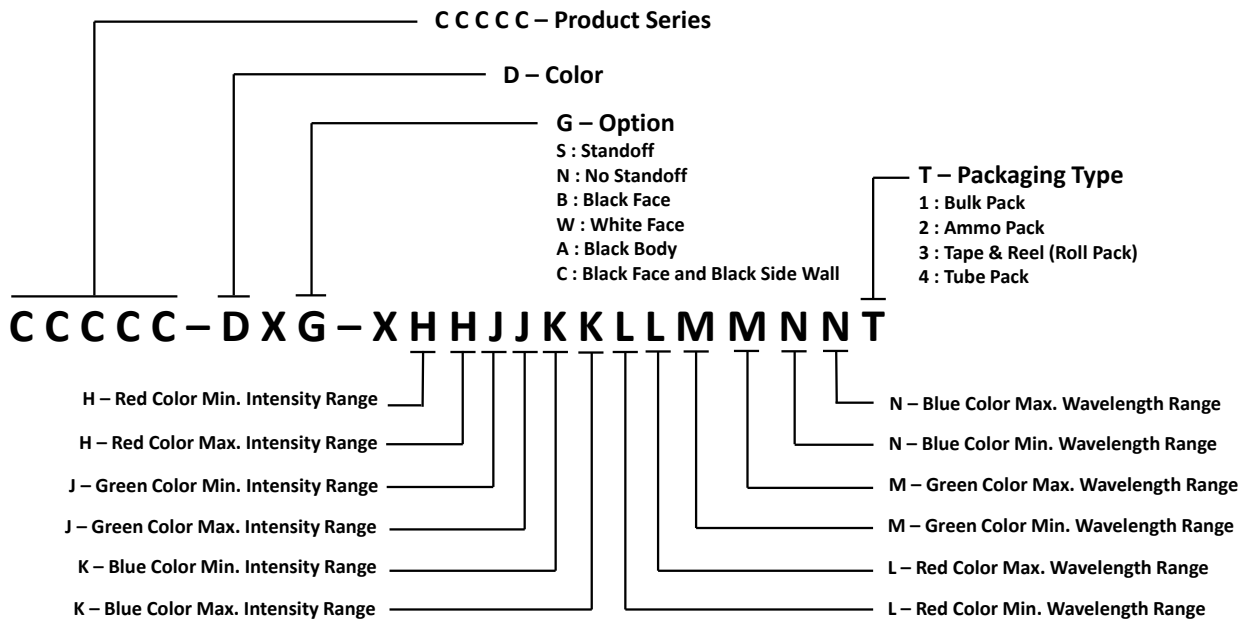 C C C C C – Product Series
D – Color
G – Option
S : Standoff
N : No Standoff
B : Black Face
W : White Face
A : Black Body
C : Black Face and Black Side Wall
T – Packaging Type
1 : Bulk Pack
2 : Ammo Pack
3 : Tape & Reel (Roll Pack)
4 : Tube Pack
C C C C C – D X G – X H H J J K K L L M M N N T
H – Red Color Min. Intensity Range
H – Red Color Max. Intensity Range
J – Green Color Min. Intensity Range
J – Green Color Max. Intensity Range
K – Blue Color Min. Intensity Range
K – Blue Color Max. Intensity Range
N – Blue Color Max. Wavelength Range
N – Blue Color Min. Wavelength Range
M – Green Color Max. Wavelength Range
M – Green Color Min. Wavelength Range
L – Red Color Max. Wavelength Range
L – Red Color Min. Wavelength Range